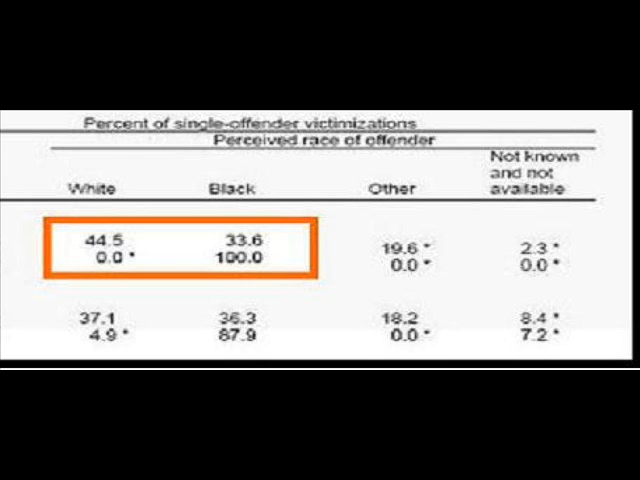 Percent of single-offender victimizations
Perceived race of offender
Not known
and not
White Black Other available
44.5 33.6 19.6 * 2.3 *
0.0 * 100.0 0.0 * 0.0 *
37.1 36.3 18.2 8.4 *
4.9 * 87.9 0.0 * 7.2 *